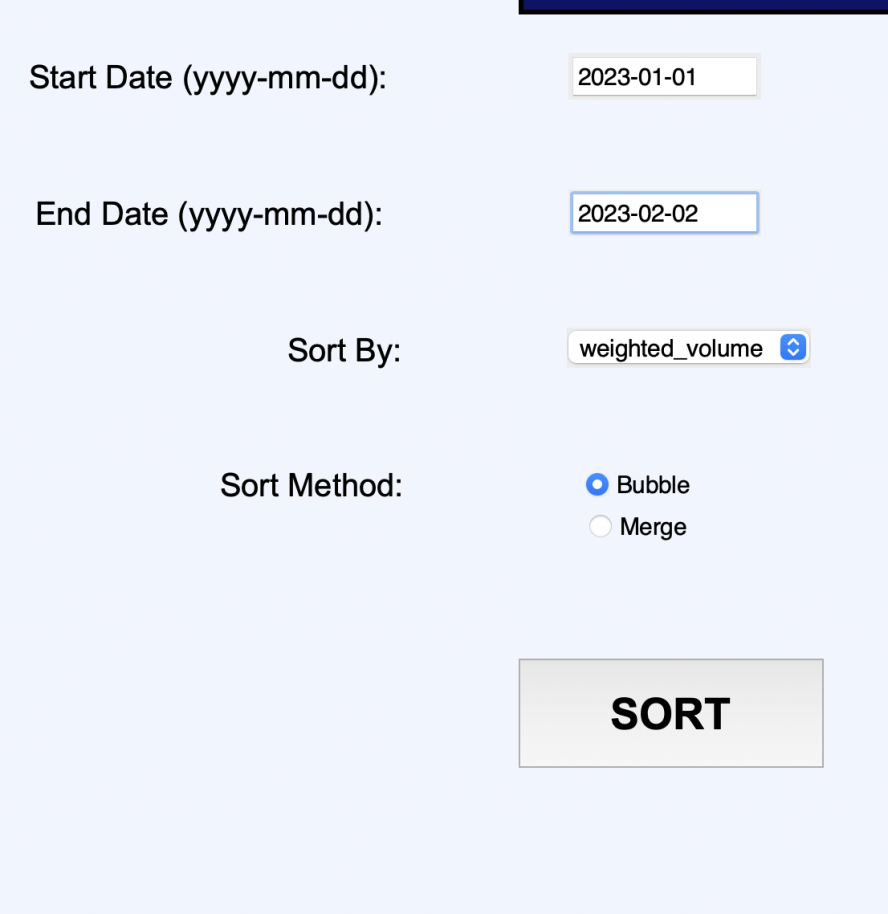 Start Date (yyyy-mm-dd): 2023-01-01
End Date (yyyy-mm-dd): 2023-02-02
Sort By: weighted_volume
Sort Method: Bubble
Merge
SORT